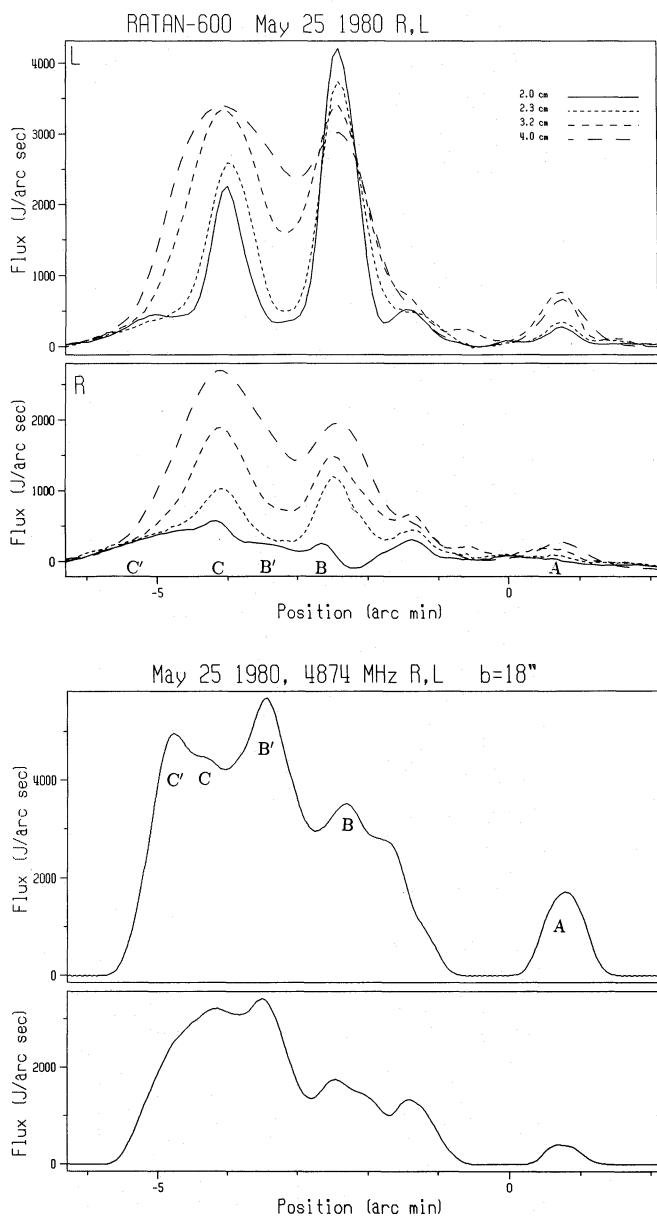 RATAN-600 May 25 1980 R,L
L
2.0 cm
2.3 cm
3.2 cm
4.0 cm
4000
3000
2000
1000
0
Flux (J/arc sec)
R
2000
1000
0
Flux (J/arc sec)
C' C B' B A
-5 0
Position (arc min)
May 25 1980, 4874 MHz R,L b=18"
4000
2000
0
Flux (J/arc sec)
C' C B' B A
2000
0
Flux (J/arc sec)
-5 0
Position (arc min)